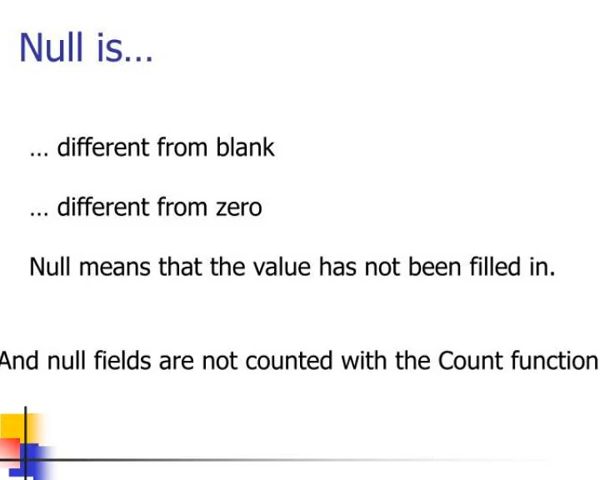 Null is...
... different from blank
... different from zero
Null means that the value has not been filled in.
And null fields are not counted with the Count function